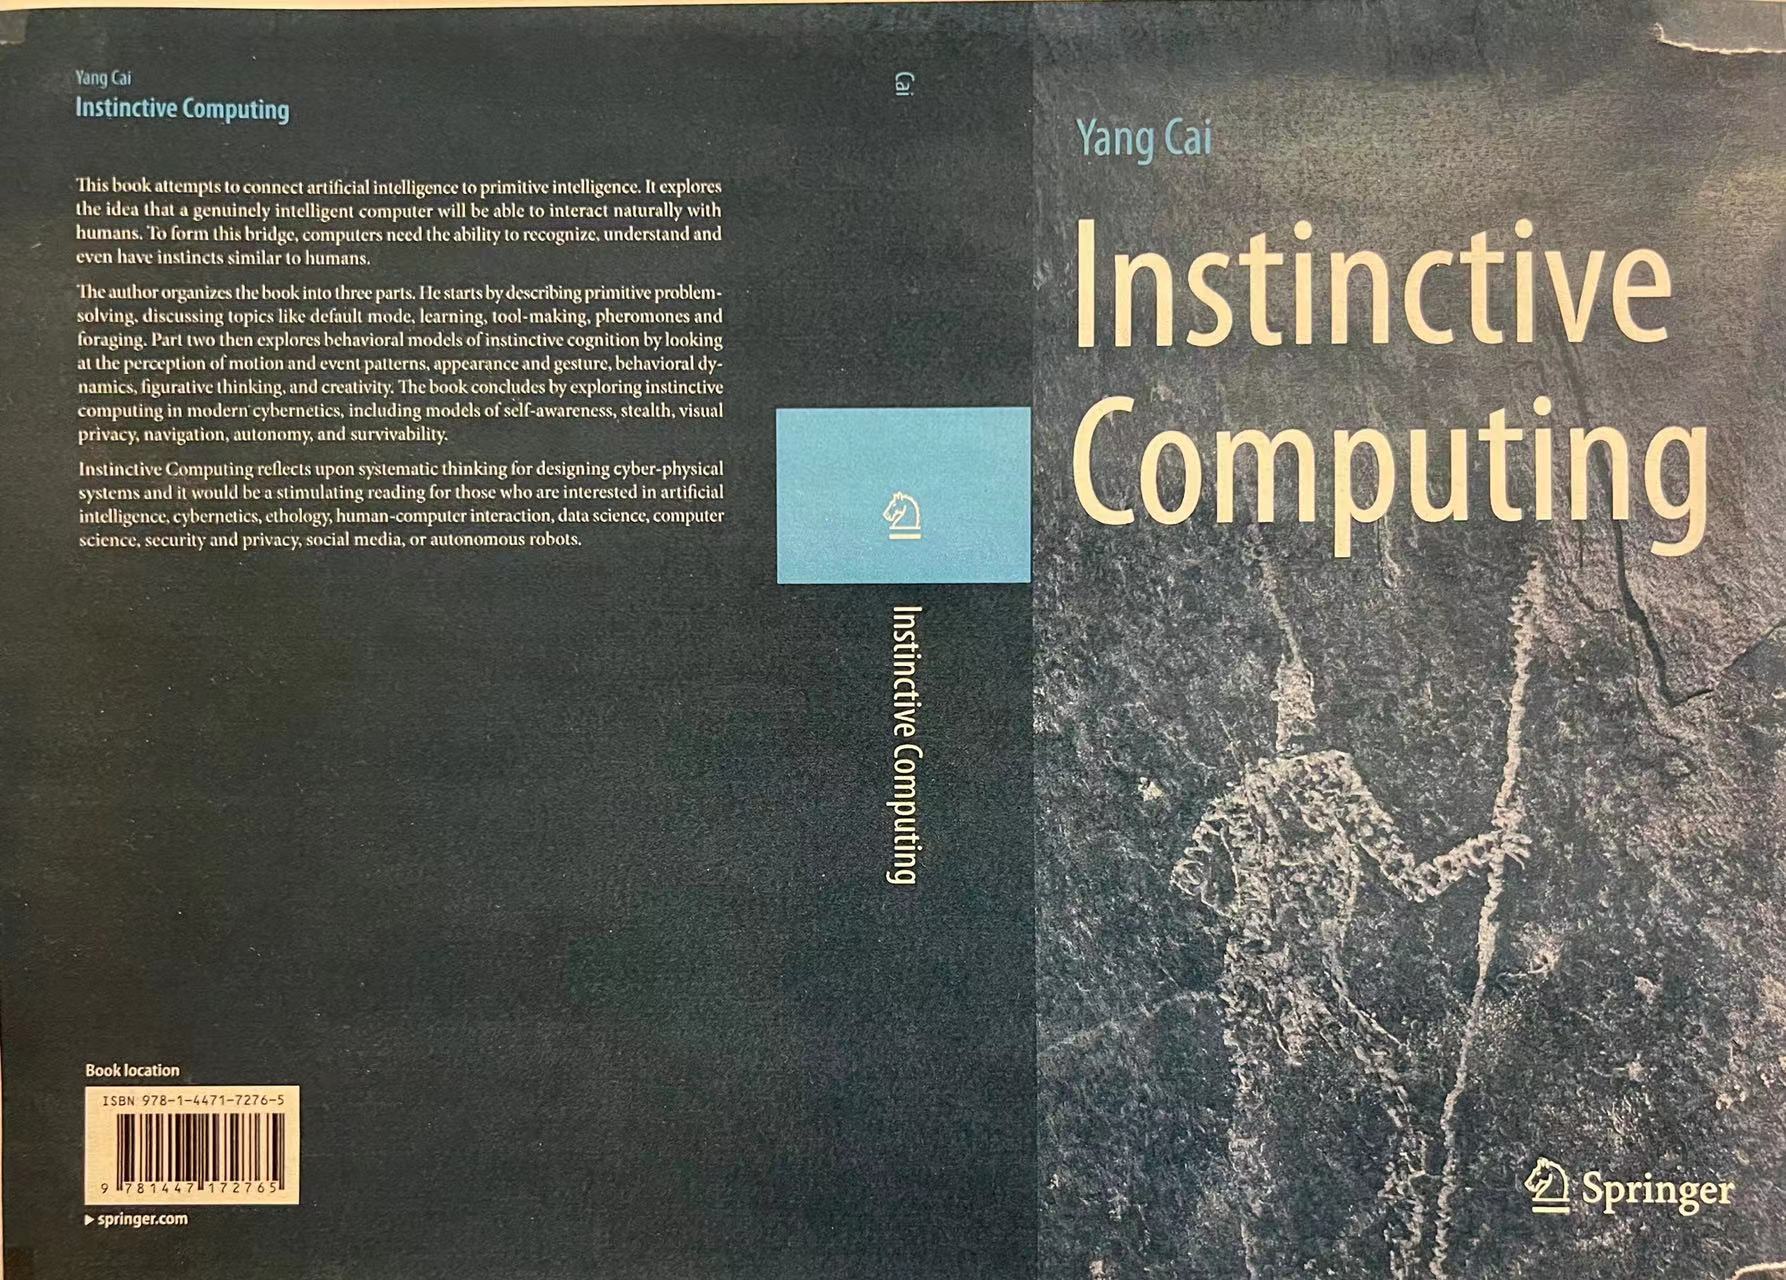 Yang Cai
Instinctive Computing
This book attempts to connect artificial intelligence to primitive intelligence. It explores
the idea that a genuinely intelligent computer will be able to interact naturally with
humans. To form this bridge, computers need the ability to recognize, understand and
even have instincts similar to humans.
The author organizes the book into three parts. He starts by describing primitive problem-
solving, discussing topics like default mode, learning, tool-making, pheromones and
foraging. Part two then explores behavioral models of instinctive cognition by looking
at the perception of motion and event patterns, appearance and gesture, behavioral dy-
namics, figurative thinking, and creativity. The book concludes by exploring instinctive
computing in modern cybernetics, including models of self-awareness, stealth, visual
privacy, navigation, autonomy, and survivability.
Instinctive Computing reflects upon systematic thinking for designing cyber-physical
systems and it would be a stimulating reading for those who are interested in artificial
intelligence, cybernetics, ethology, human-computer interaction, data science, computer
science, security and privacy, social media, or autonomous robots.
Book location
ISBN 978-1-4471-7276-5
9 781447 172765
springer.com
Cai
Instinctive Computing
Yang Cai
Instinctive
Computing
Springer